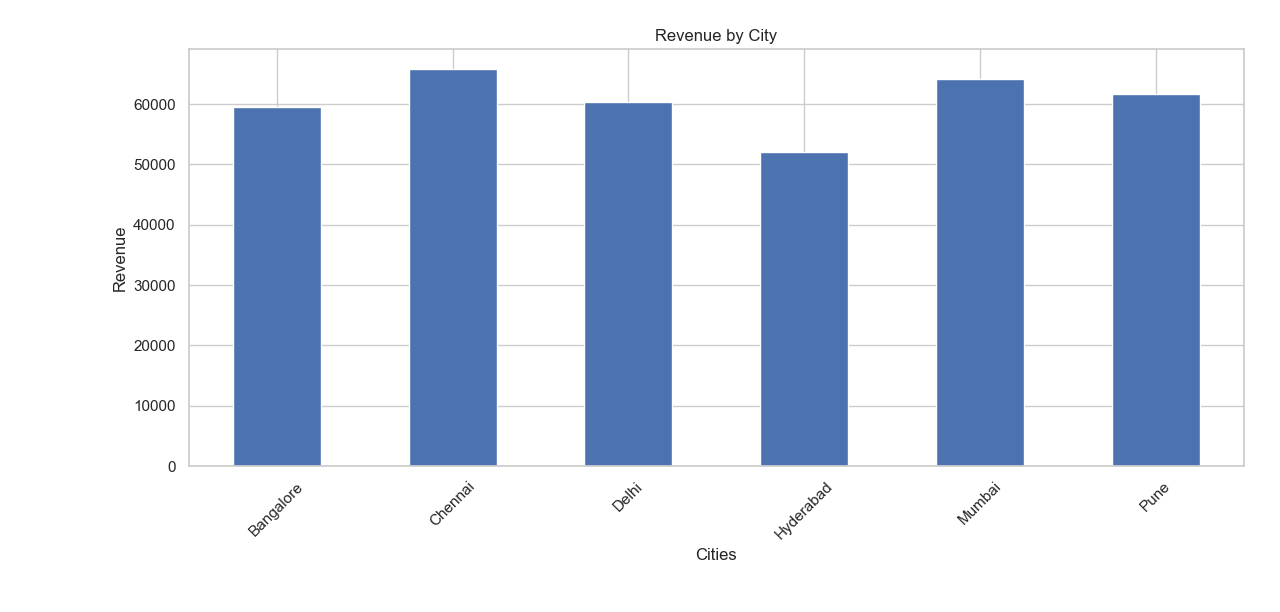 Revenue by City
Revenue
60000
50000
40000
30000
20000
10000
0
Bangalore
Chennai
Delhi
Hyderabad
Mumbai
Pune
Cities